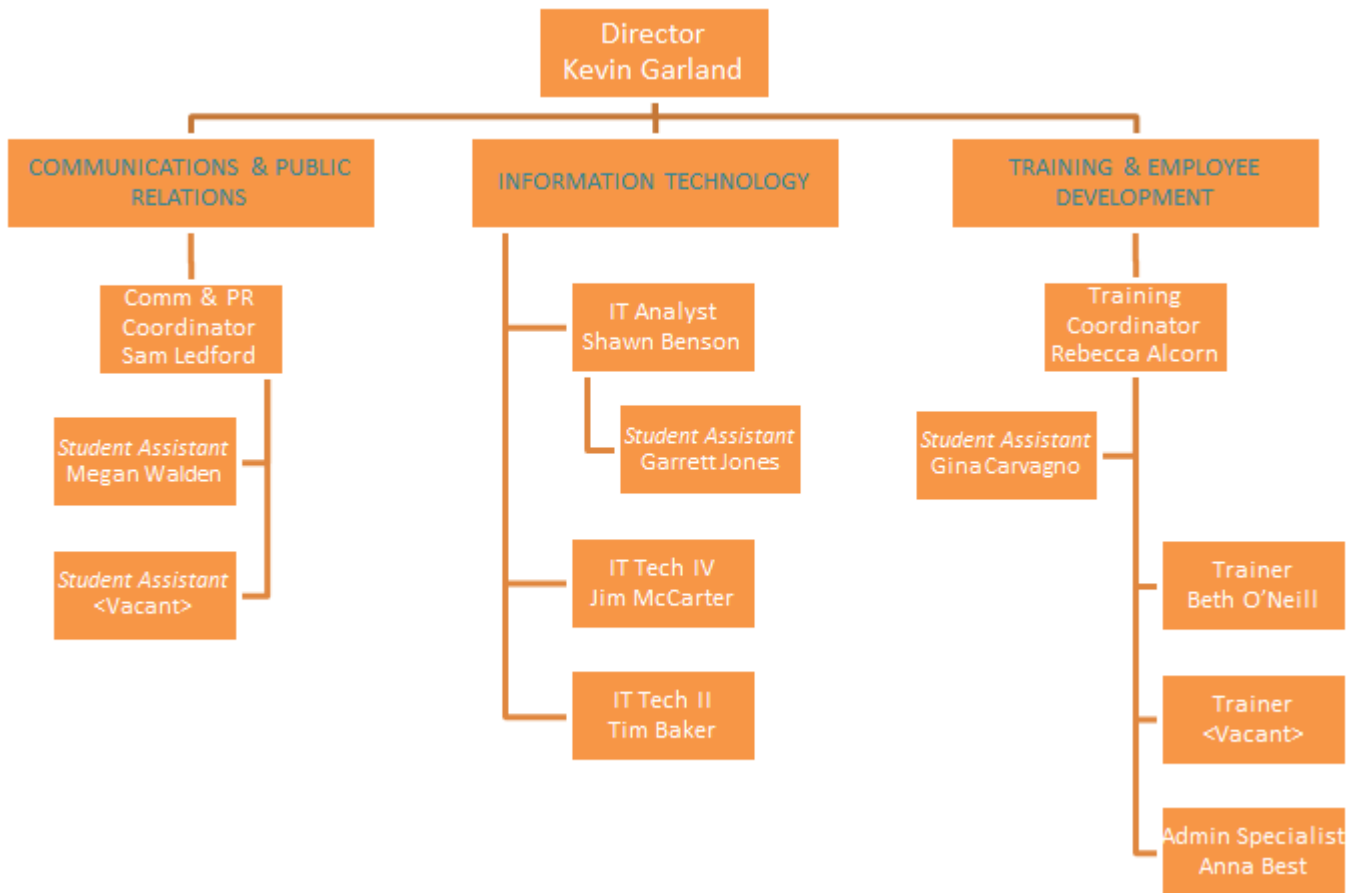 Director
Kevin Garland
COMMUNICATIONS & PUBLIC
RELATIONS
INFORMATION TECHNOLOGY
TRAINING & EMPLOYEE
DEVELOPMENT
Comm & PR
Coordinator
Sam Ledford
Student Assistant
Megan Walden
Student Assistant
<Vacant>
IT Analyst
Shawn Benson
Student Assistant
Garrett Jones
IT Tech IV
Jim McCarter
IT Tech II
Tim Baker
Training
Coordinator
Rebecca Alcorn
Student Assistant
Gina Carvagno
Trainer
Beth O’Neill
Trainer
<Vacant>
Admin Specialist
Anna Best